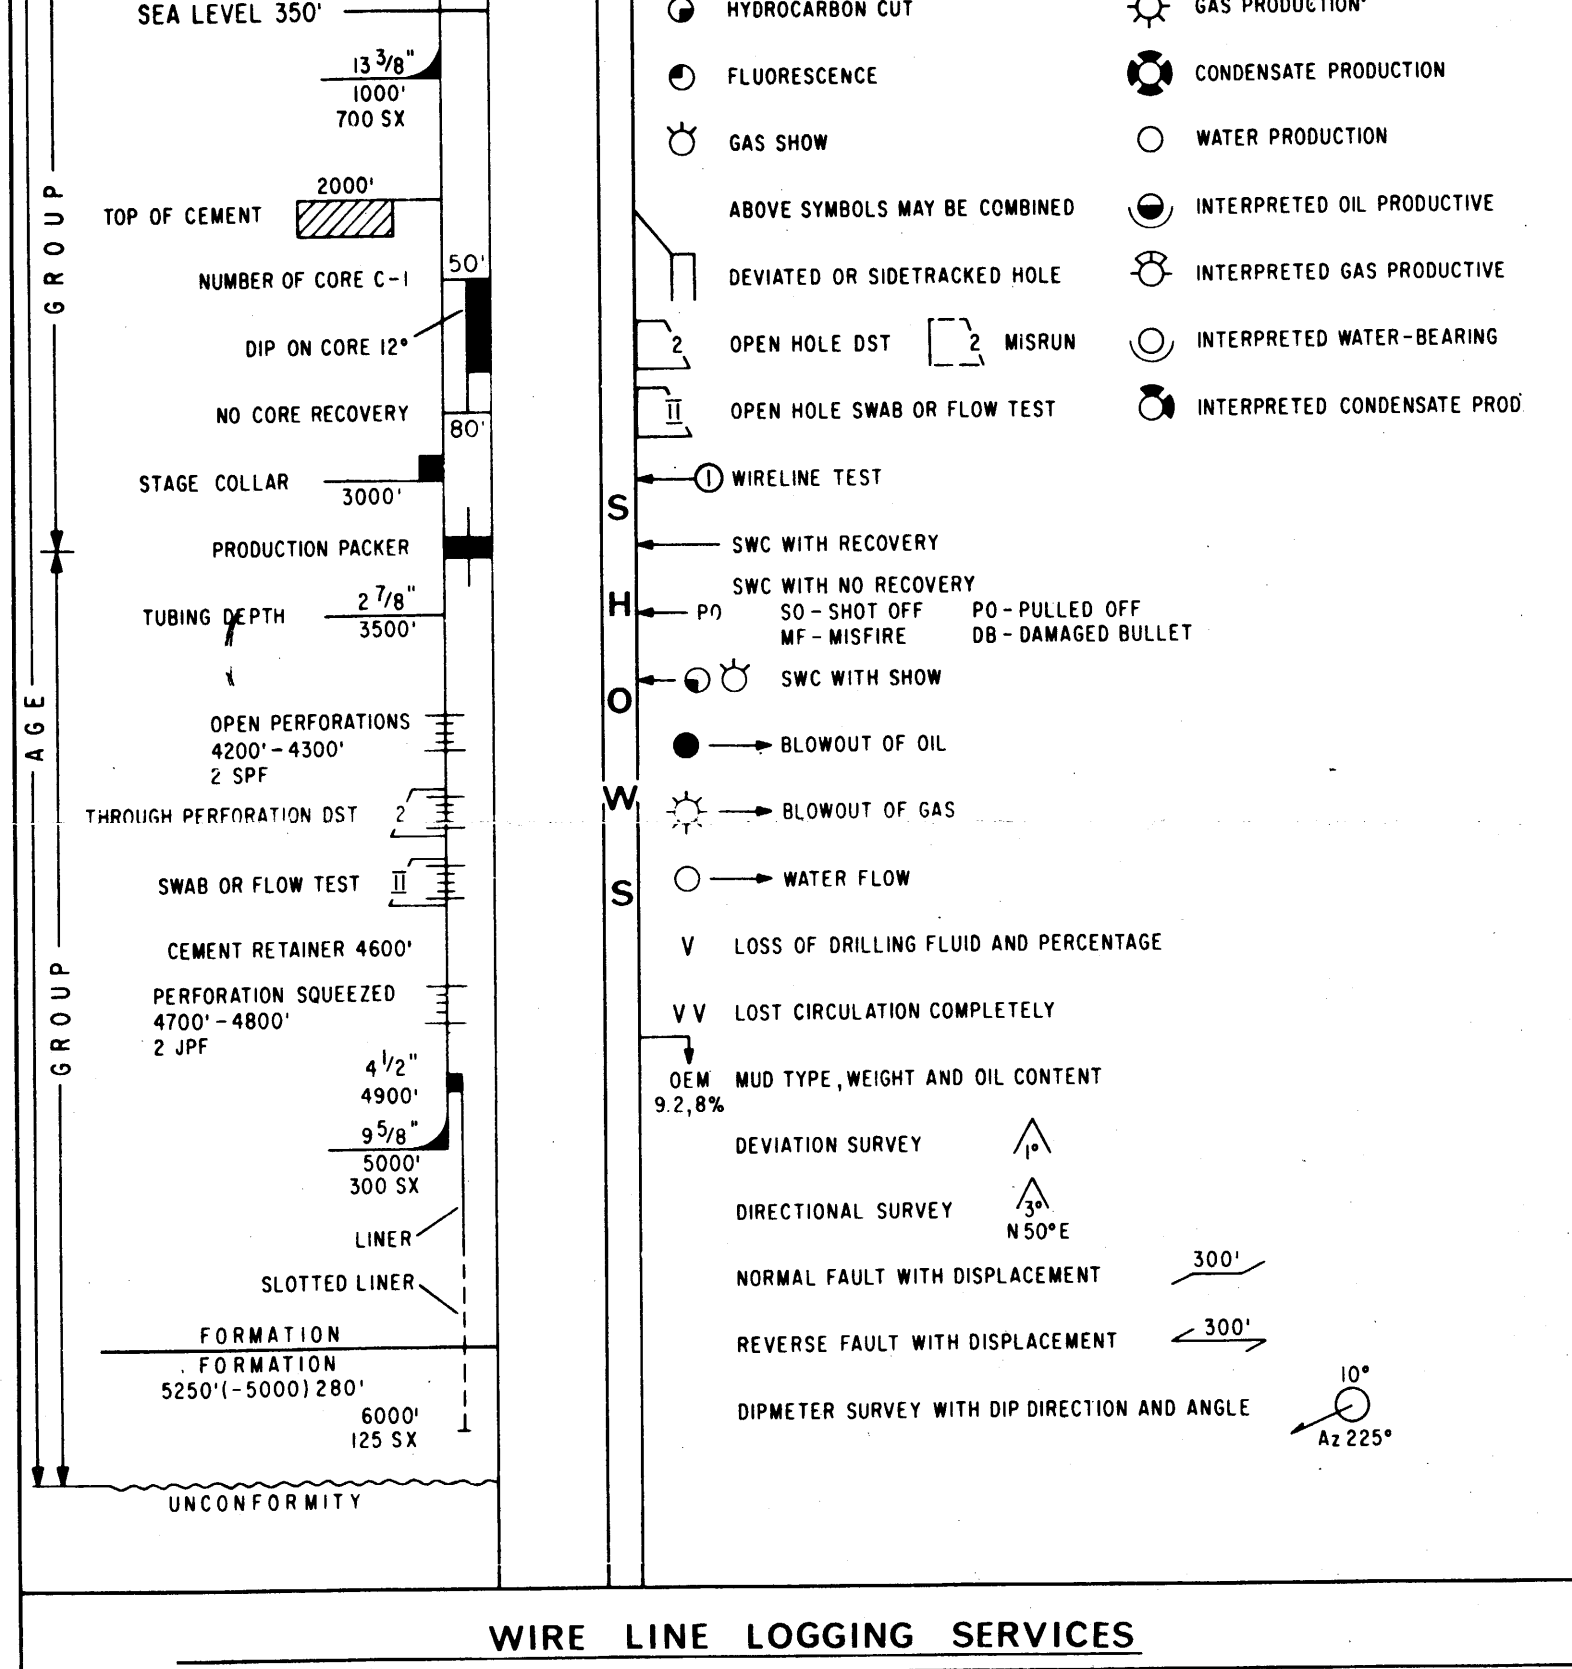 SEA LEVEL 350'
13 3/8"
1000'
700 SX
2000'
TOP OF CEMENT
50'
NUMBER OF CORE C-1
DIP ON CORE 12°
NO CORE RECOVERY
80'
STAGE COLLAR
3000'
PRODUCTION PACKER
2 7/8"
TUBING DEPTH
3500'
OPEN PERFORATIONS
4200'-4300'
2 SPF
THROUGH PERFORATION DST 2
SWAB OR FLOW TEST II
CEMENT RETAINER 4600'
PERFORATION SQUEEZED
4700'-4800'
2 JPF
4 1/2"
4900'
9 5/8"
5000'
300 SX
LINER
SLOTTED LINER
FORMATION
FORMATION
5250'(-5000) 280'
6000'
125 SX
UNCONFORMITY
GROUP
AGE
GROUP
SHOWS
HYDROCARBON CUT
FLUORESCENCE
GAS SHOW
ABOVE SYMBOLS MAY BE COMBINED
DEVIATED OR SIDETRACKED HOLE
2 OPEN HOLE DST 2 MISRUN
II OPEN HOLE SWAB OR FLOW TEST
1 WIRELINE TEST
SWC WITH RECOVERY
SWC WITH NO RECOVERY
PO SO-SHOT OFF PO-PULLED OFF
MF-MISFIRE DB-DAMAGED BULLET
SWC WITH SHOW
BLOWOUT OF OIL
BLOWOUT OF GAS
WATER FLOW
V LOSS OF DRILLING FLUID AND PERCENTAGE
VV LOST CIRCULATION COMPLETELY
OEM MUD TYPE, WEIGHT AND OIL CONTENT
9.2,8%
DEVIATION SURVEY 1°
DIRECTIONAL SURVEY 3°
N 50° E
NORMAL FAULT WITH DISPLACEMENT 300'
REVERSE FAULT WITH DISPLACEMENT 300'
10°
DIPMETER SURVEY WITH DIP DIRECTION AND ANGLE
Az 225°
GAS PRODUCTION
CONDENSATE PRODUCTION
WATER PRODUCTION
INTERPRETED OIL PRODUCTIVE
INTERPRETED GAS PRODUCTIVE
INTERPRETED WATER-BEARING
INTERPRETED CONDENSATE PROD.
WIRE LINE LOGGING SERVICES